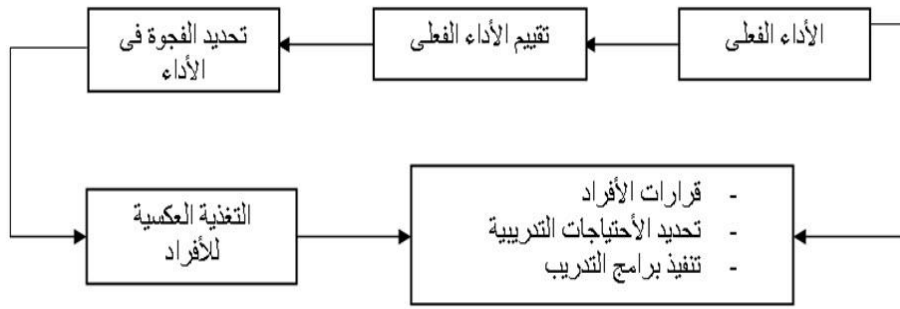 الأداء الفعلى
تقييم الأداء الفعلى
تحديد الفجوة فى
الأداء
التغذية العكسية
للأفراد
- قرارات الأفراد
- تحديد الأحتياجات التدريبية
- تنفيذ برامج التدريب